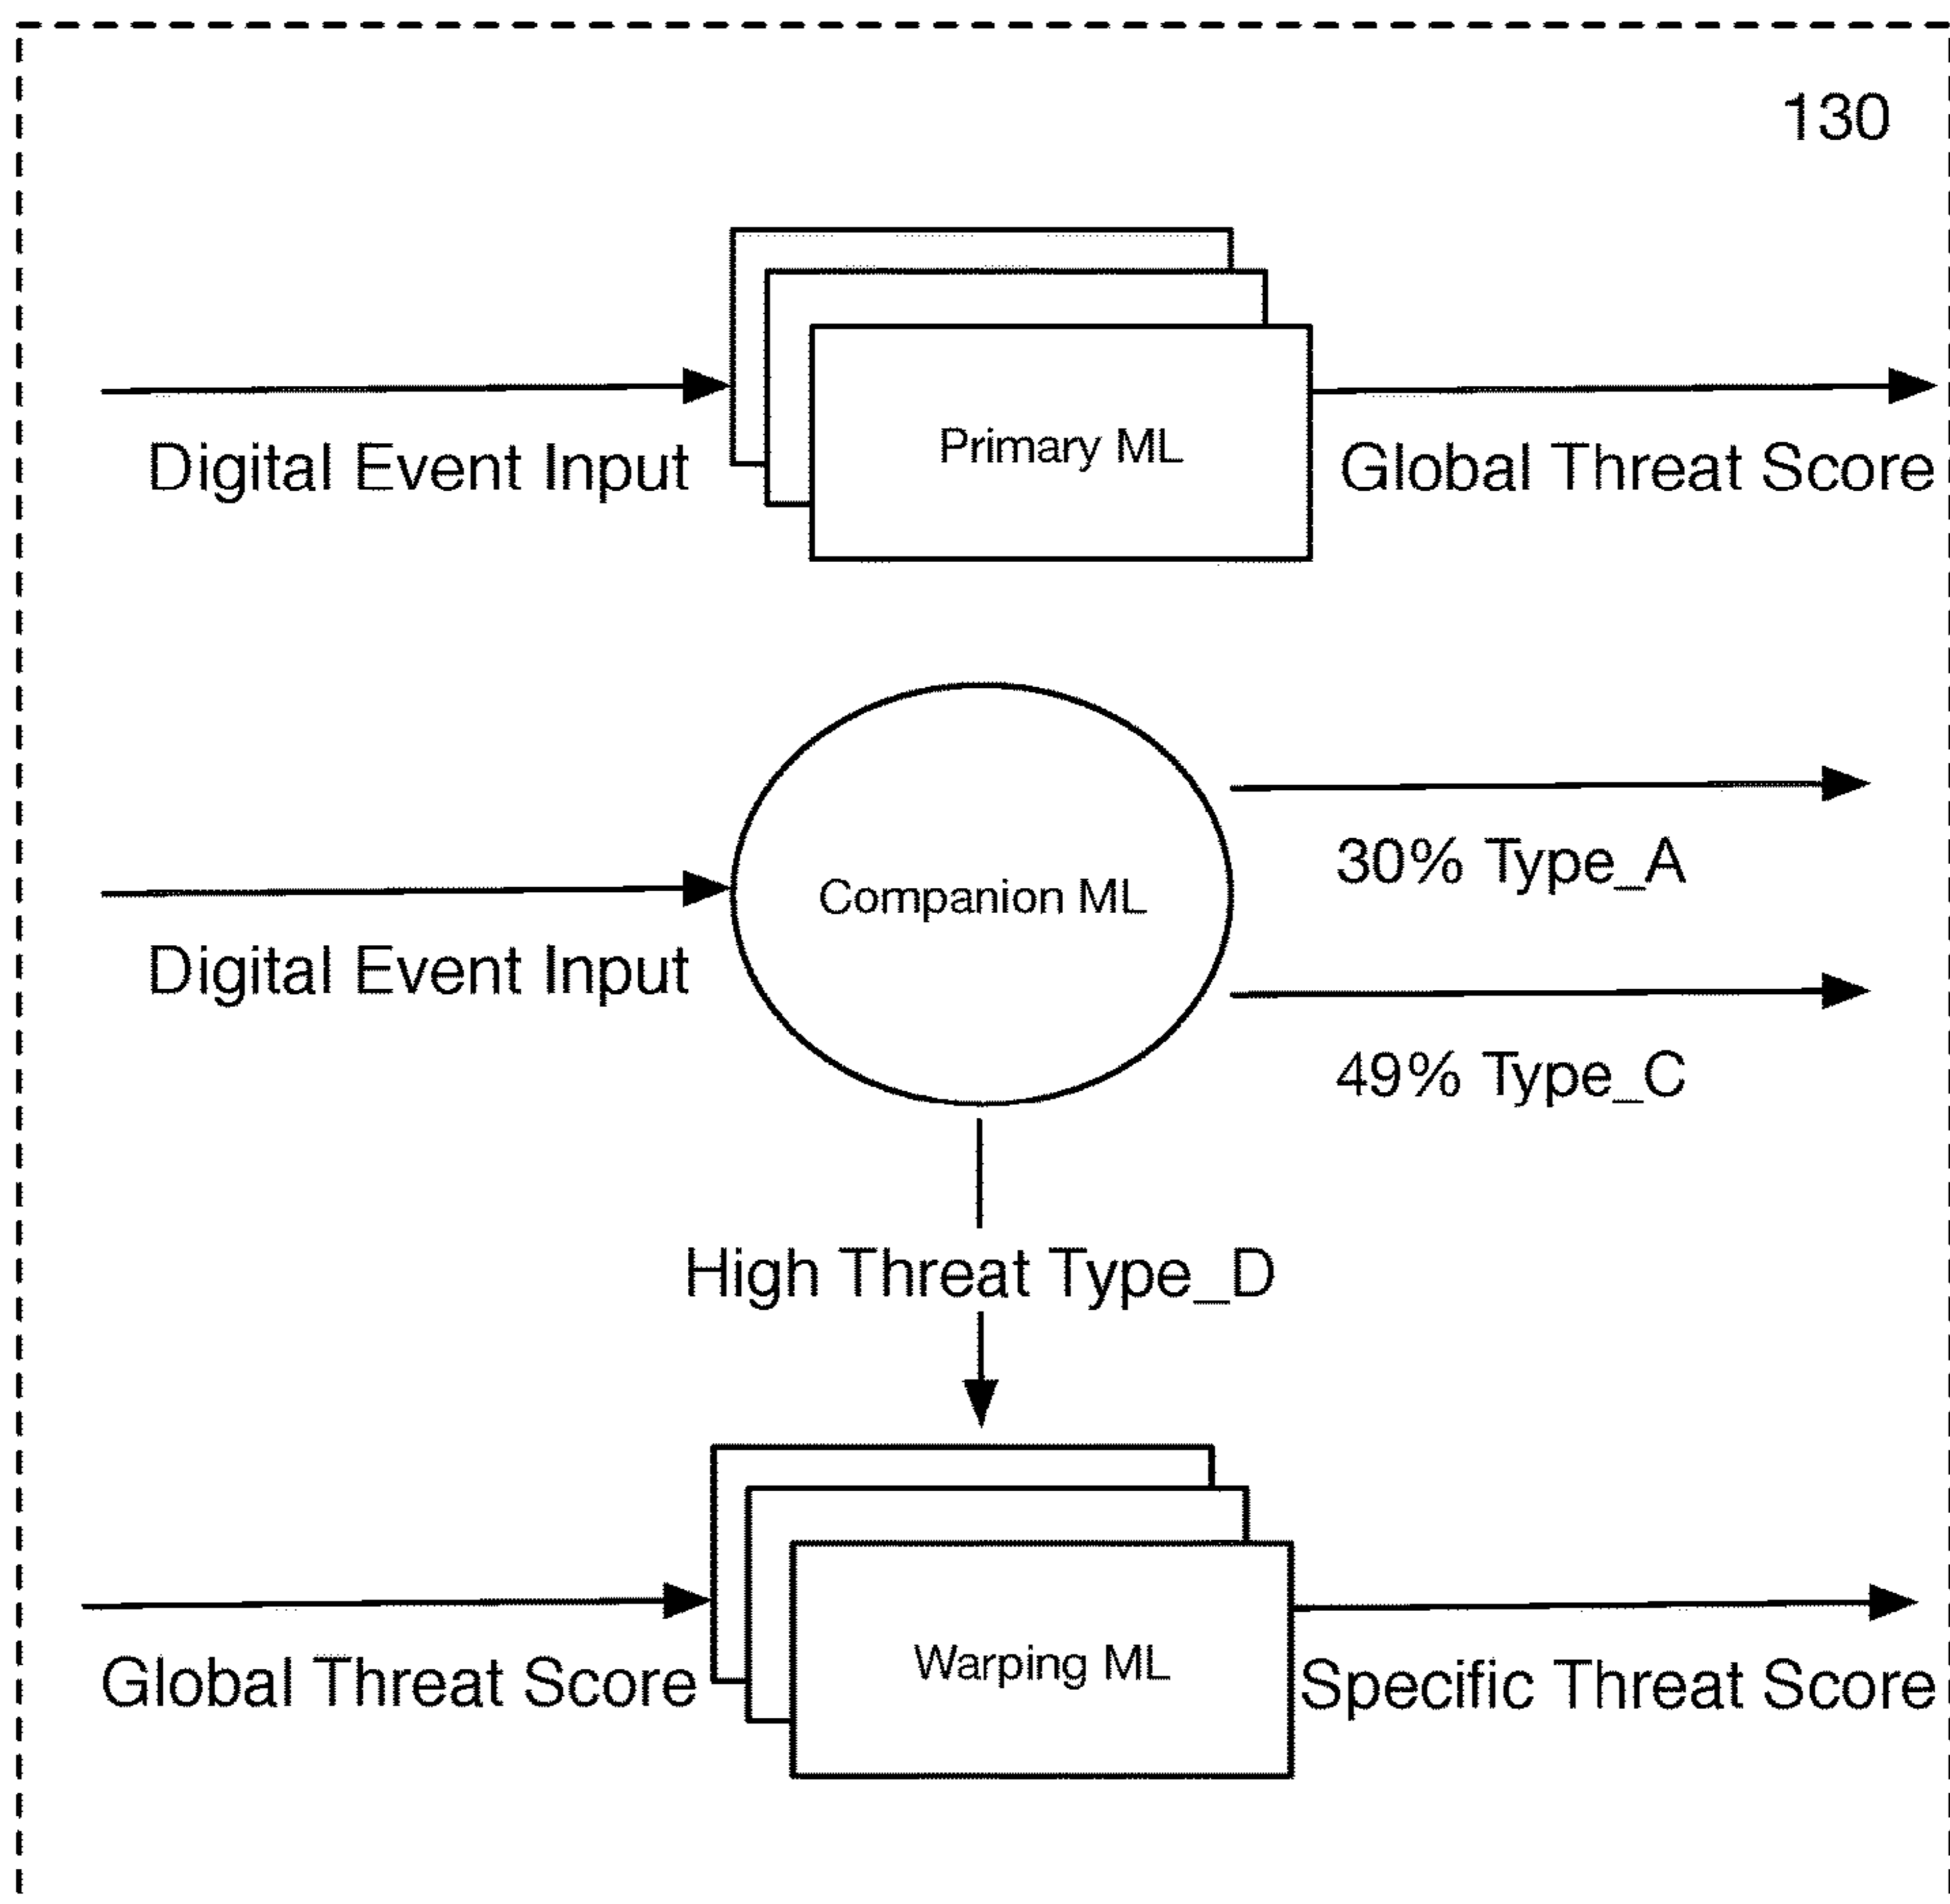 130
Primary ML
Digital Event Input
Global Threat Score
30% Type_A
Companion ML
Digital Event Input
49% Type_C
High Threat Type_D
Warping ML
Global Threat Score
Specific Threat Score